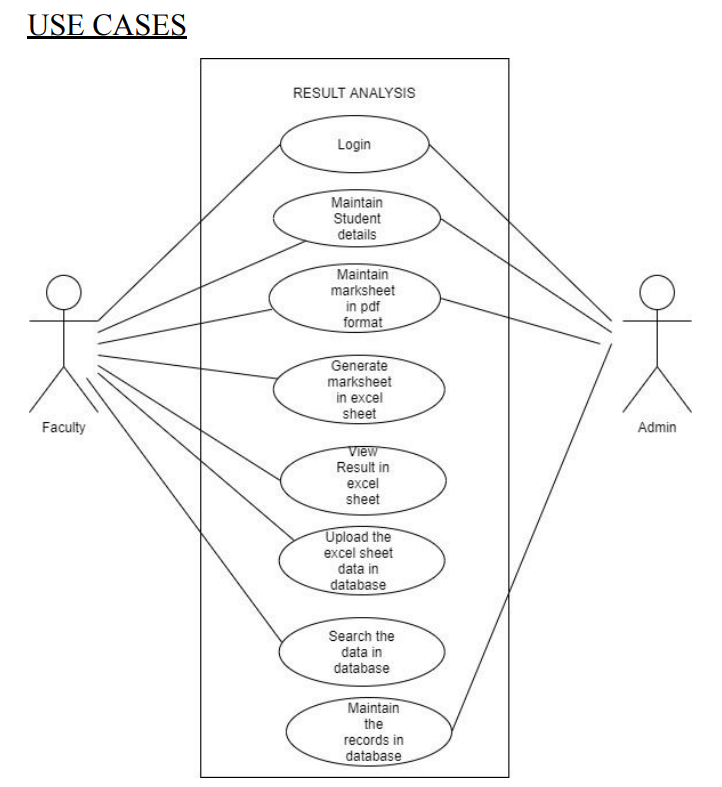 USE CASES
RESULT ANALYSIS
Login
Maintain
Student
details
Maintain
marksheet
in pdf
format
Generate
marksheet
in excel
sheet
Faculty
Admin
View
Result in
excel
sheet
Upload the
excel sheet
data in
database
Search the
data in
database
Maintain
the
records in
database